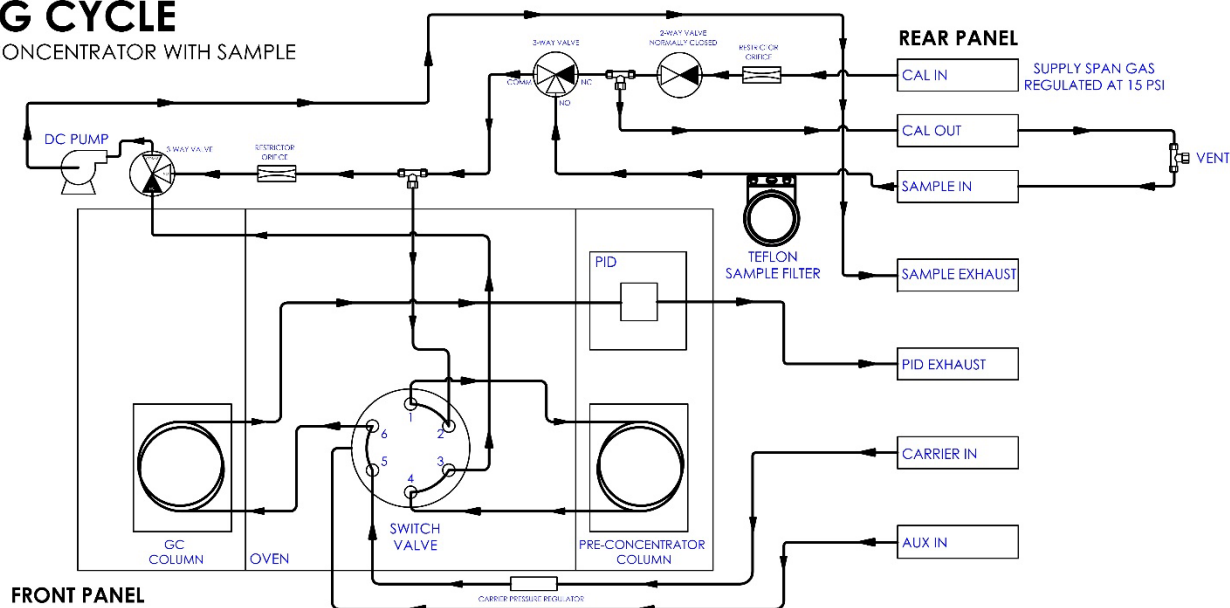 G CYCLE
ONCENTRATOR WITH SAMPLE
REAR PANEL
3-WAY VALVE
2-WAY VALVE
NORMALLY CLOSED
RESTRICTOR
ORIFICE
CAL IN
SUPPLY SPAN GAS
REGULATED AT 15 PSI
COMM
NC
NO
CAL OUT
DC PUMP
3-WAY VALVE
RESTRICTOR
ORIFICE
VENT
SAMPLE IN
TEFLON
SAMPLE FILTER
PID
SAMPLE EXHAUST
PID EXHAUST
1
2
3
4
5
6
SWITCH
VALVE
CARRIER IN
GC
COLUMN
OVEN
PRE-CONCENTRATOR
COLUMN
AUX IN
FRONT PANEL
CARRIER PRESSURE REGULATOR